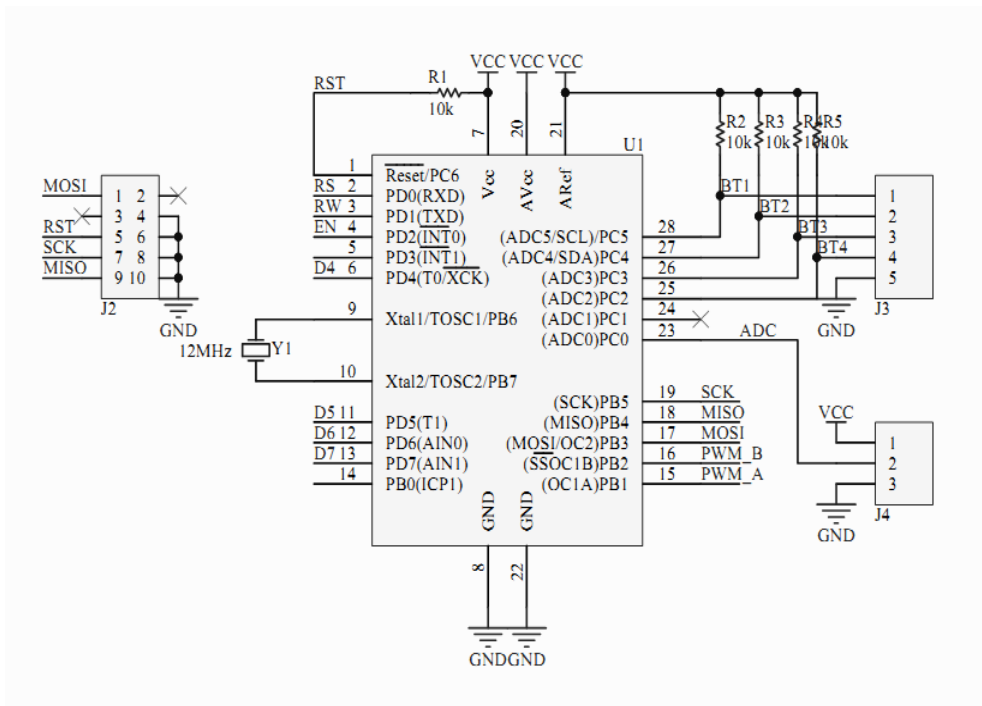 VCC VCC VCC
RST
R1
10k
7
20
21
R2
10k
R3
10k
R4
10k
R5
10k
U1
1
Reset/PC6
RS 2
PD0(RXD)
RW 3
PD1(TXD)
EN 4
PD2(INT0)
5
PD3(INT1)
D4 6
PD4(T0/XCK)
9
Xtal1/TOSC1/PB6
10
Xtal2/TOSC2/PB7
D5 11
PD5(T1)
D6 12
PD6(AIN0)
D7 13
PD7(AIN1)
14
PB0(ICP1)
Vcc
AVcc
ARef
(ADC5/SCL)/PC5
28
(ADC4/SDA)PC4
27
(ADC3)PC3
26
(ADC2)PC2
25
(ADC1)PC1
24
(ADC0)PC0
23
ADC
(SCK)PB5
19 SCK
(MISO)PB4
18 MISO
(MOSI/OC2)PB3
17 MOSI
(SSOC1B)PB2
16 PWM_B
(OC1A)PB1
15 PWM_A
GND
GND
8
22
GND GND
MOSI
RST
SCK
MISO
1 2
3 4
5 6
7 8
9 10
J2
GND
12MHz
Y1
BT1
BT2
BT3
BT4
1
2
3
4
5
J3
GND
VCC
1
2
3
J4
GND